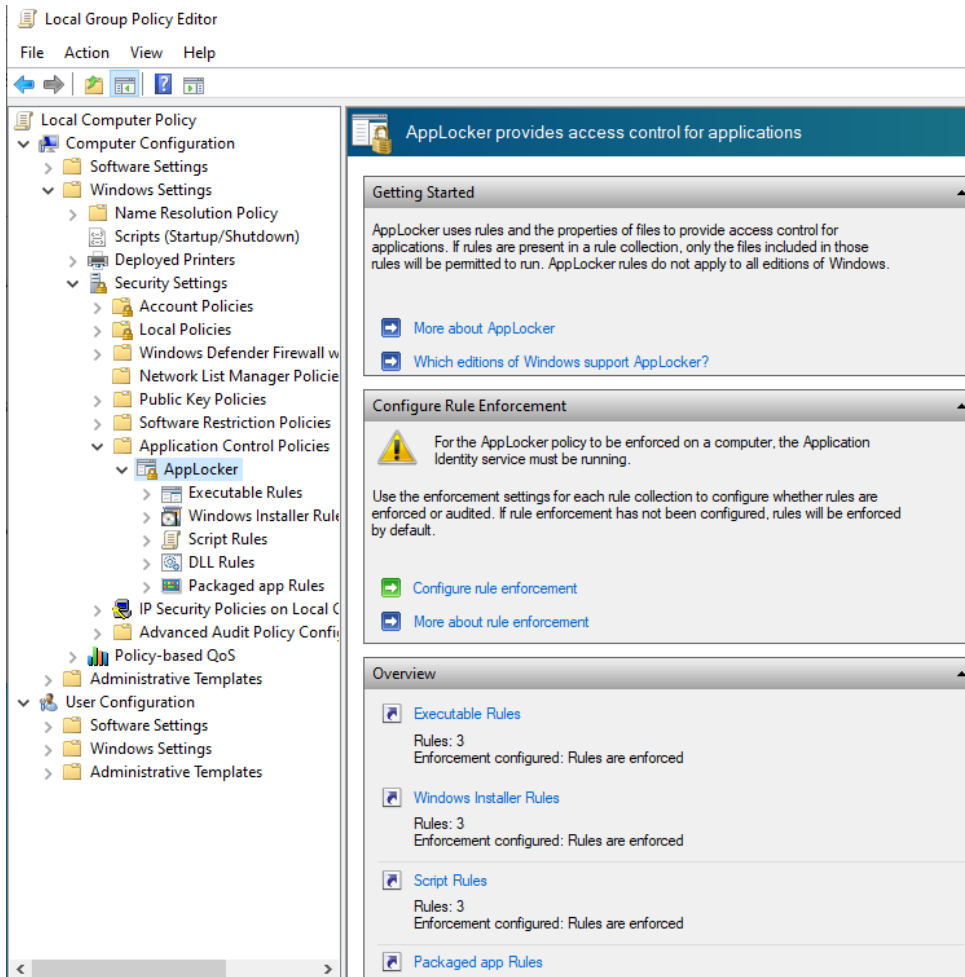 Local Group Policy Editor
File Action View Help
Local Computer Policy
Computer Configuration
Software Settings
Windows Settings
Name Resolution Policy
Scripts (Startup/Shutdown)
Deployed Printers
Security Settings
Account Policies
Local Policies
Windows Defender Firewall w
Network List Manager Policie
Public Key Policies
Software Restriction Policies
Application Control Policies
AppLocker
Executable Rules
Windows Installer Rule
Script Rules
DLL Rules
Packaged app Rules
IP Security Policies on Local C
Advanced Audit Policy Config
Policy-based QoS
Administrative Templates
User Configuration
Software Settings
Windows Settings
Administrative Templates
AppLocker provides access control for applications
Getting Started
AppLocker uses rules and the properties of files to provide access control for
applications. If rules are present in a rule collection, only the files included in those
rules will be permitted to run. AppLocker rules do not apply to all editions of Windows.
More about AppLocker
Which editions of Windows support AppLocker?
Configure Rule Enforcement
For the AppLocker policy to be enforced on a computer, the Application
Identity service must be running.
Use the enforcement settings for each rule collection to configure whether rules are
enforced or audited. If rule enforcement has not been configured, rules will be enforced
by default.
Configure rule enforcement
More about rule enforcement
Overview
Executable Rules
Rules: 3
Enforcement configured: Rules are enforced
Windows Installer Rules
Rules: 3
Enforcement configured: Rules are enforced
Script Rules
Rules: 3
Enforcement configured: Rules are enforced
Packaged app Rules